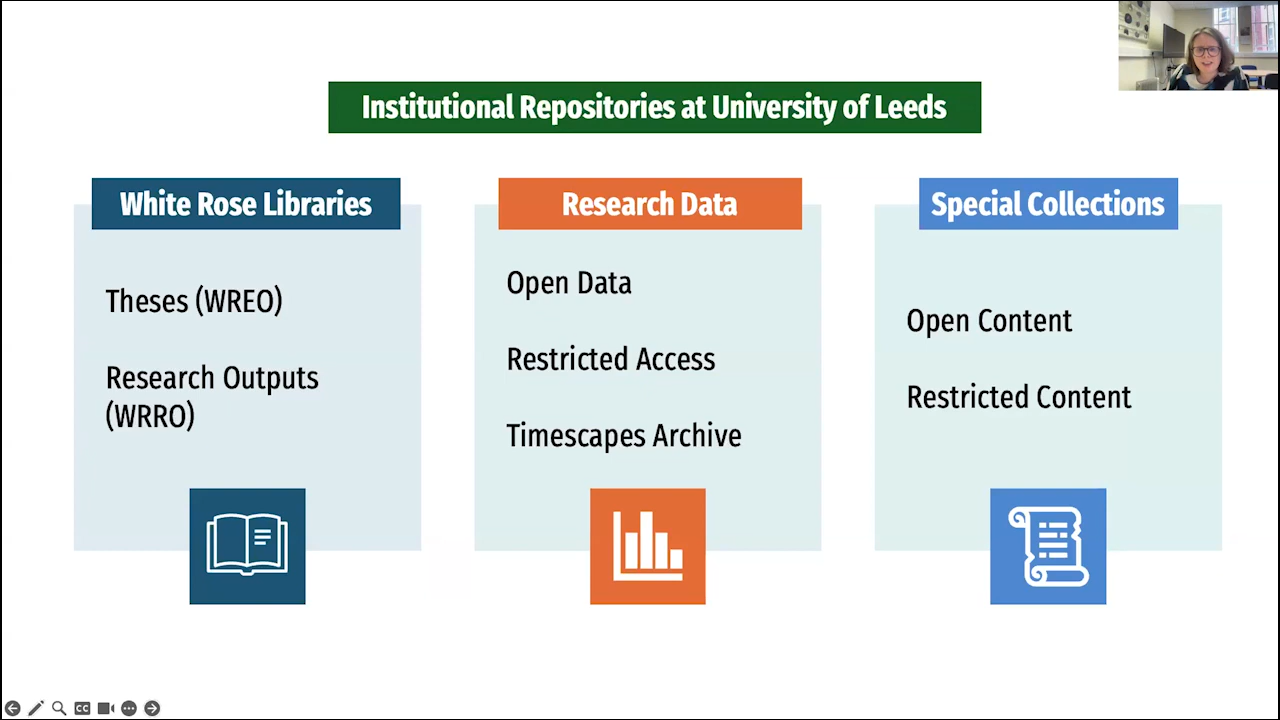 Institutional Repositories at University of Leeds
White Rose Libraries
Theses (WREO)
Research Outputs
(WRRO)
Research Data
Open Data
Restricted Access
Timescapes Archive
Special Collections
Open Content
Restricted Content
CC